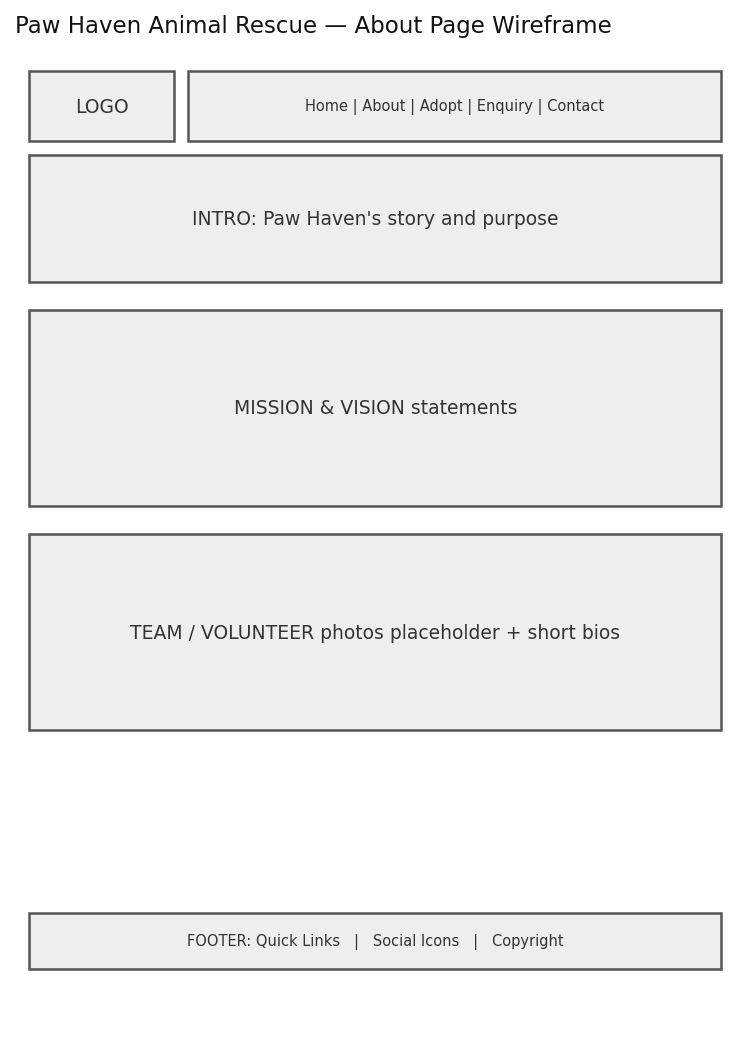 Paw Haven Animal Rescue — About Page Wireframe
LOGO
Home | About | Adopt | Enquiry | Contact
INTRO: Paw Haven's story and purpose
MISSION & VISION statements
TEAM / VOLUNTEER photos placeholder + short bios
FOOTER: Quick Links | Social Icons | Copyright